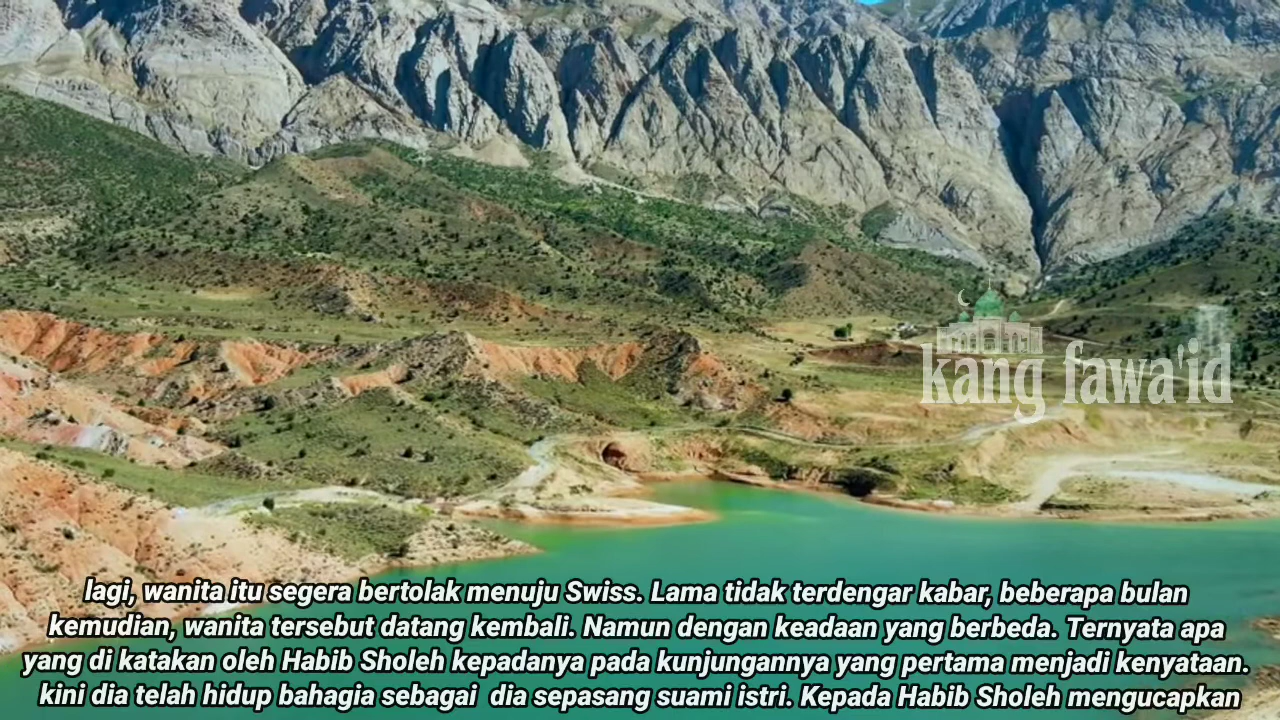 kang fawa'id
lagi, wanita itu segera bertolak menuju Swiss. Lama tidak terdengar kabar, beberapa bulan
kemudian, wanita tersebut datang kembali. Namun dengan keadaan yang berbeda. Ternyata apa
yang di katakan oleh Habib Sholeh kepadanya pada kunjungannya yang pertama menjadi kenyataan.
kini dia telah hidup bahagia sebagai  dia sepasang suami istri. Kepada Habib Sholeh mengucapkan